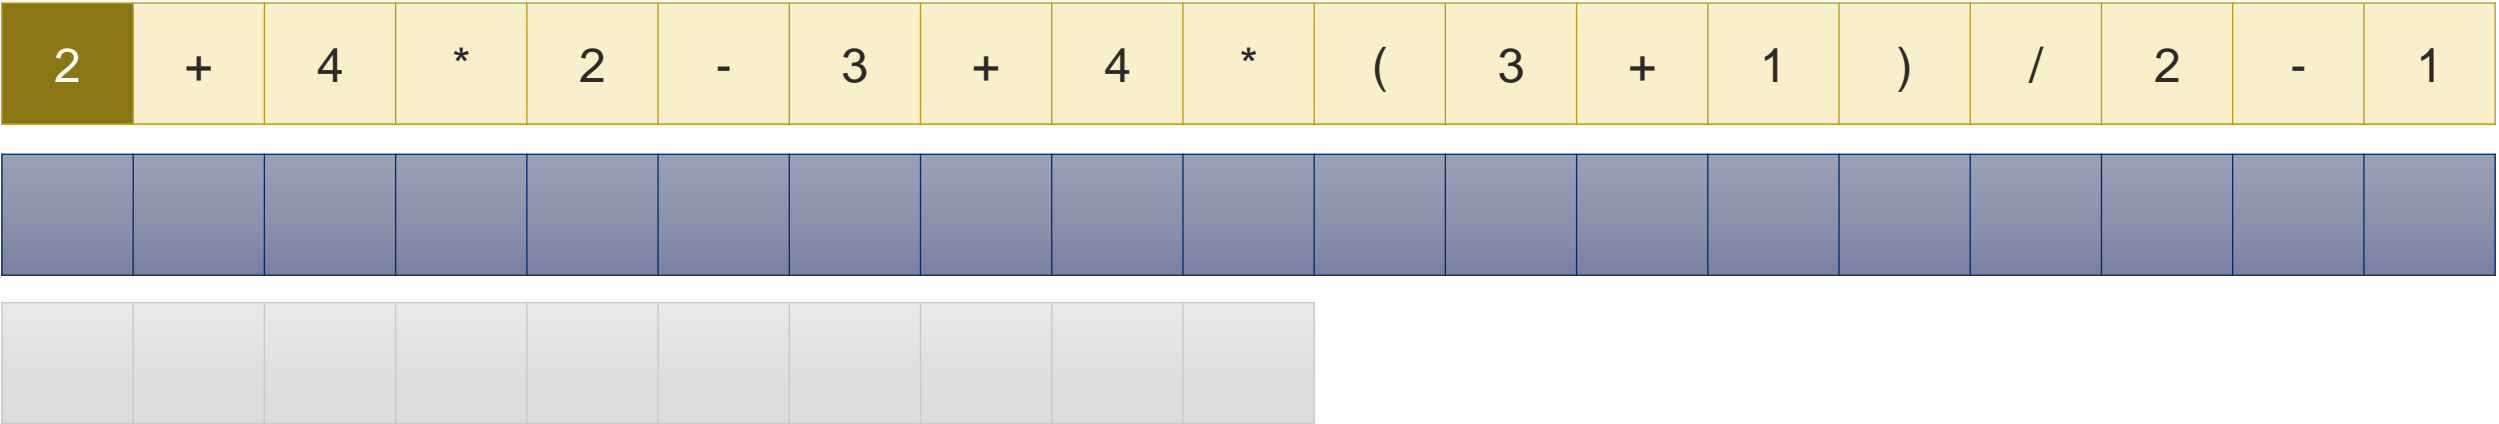 2 + 4 * 2 - 3 + 4 * ( 3 + 1 ) / 2 - 1